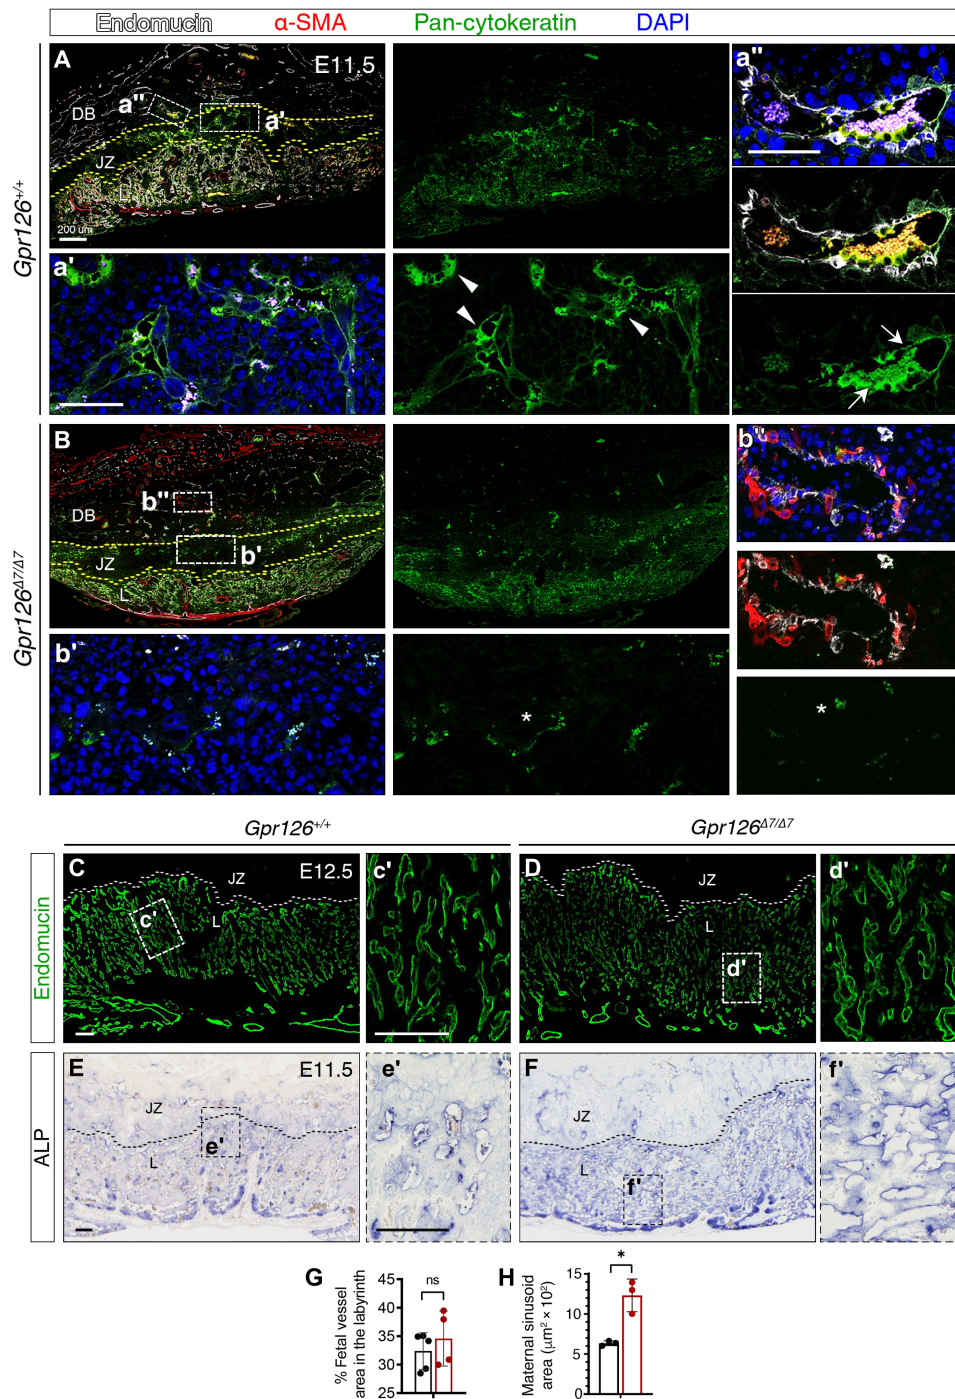 Endomucin α-SMA Pan-cytokeratin DAPI
Gpr126+/+
A
E11.5
DB
a''
a'
JZ
L
200 um
a''
a'
Gpr126Δ7/Δ7
B
b''
DB
b'
JZ
L
b''
*
b'
*
Gpr126+/+ Gpr126Δ7/Δ7
Endomucin
C
JZ
E12.5
c'
L
c'
D
JZ
L
d'
d'
ALP
E
E11.5
JZ
e'
L
e'
F
JZ
L
f'
f'
G
% Fetal vessel
area in the labyrinth
45
40
35
30
25
ns
H
Maternal sinusoid
area (μm² × 10²)
15
10
5
0
*